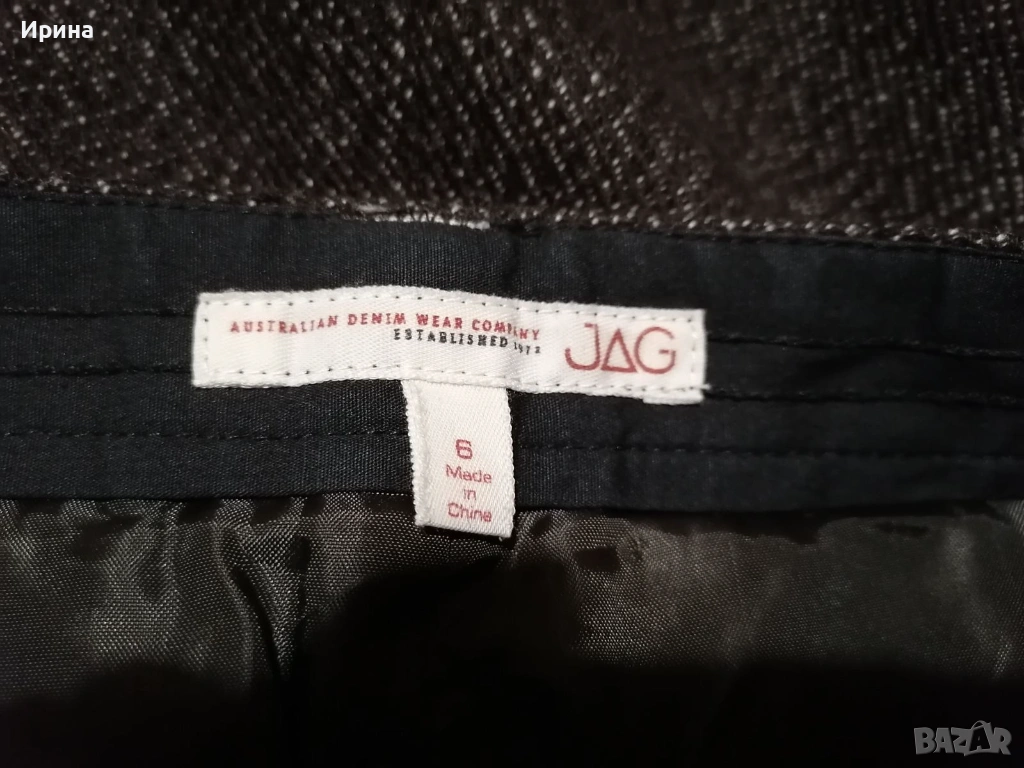 Ирина
AUSTRALIAN DENIM WEAR COMPANY
ESTABLISHED 1972
JAG
6
Made
in
China
BAZAR